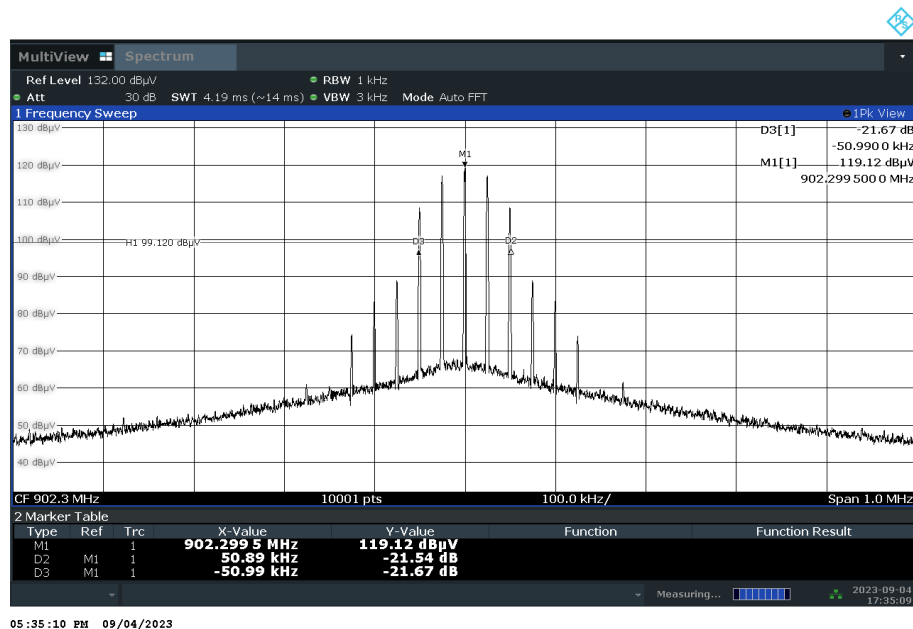 R S
MultiView Spectrum
Ref Level 132.00 dBµV RBW 1 kHz
Att 30 dB SWT 4.19 ms (~14 ms) VBW 3 kHz Mode Auto FFT
1 Frequency Sweep 1Pk View
130 dBµV
D3[1] -21.67 dB
-50.990 0 kHz
M1
120 dBµV
M1[1] 119.12 dBµV
902.299 500 0 MHz
110 dBµV
100 dBµV
H1 99.120 dBµV
D3 D2
90 dBµV
80 dBµV
70 dBµV
60 dBµV
50 dBµV
40 dBµV
CF 902.3 MHz 10001 pts 100.0 kHz/ Span 1.0 MHz
2 Marker Table
Type Ref Trc X-Value Y-Value Function Function Result
M1 1 902.299 5 MHz 119.12 dBµV
D2 M1 1 50.89 kHz -21.54 dB
D3 M1 1 -50.99 kHz -21.67 dB
Measuring... 2023-09-04
17:35:09
05:35:10 PM 09/04/2023